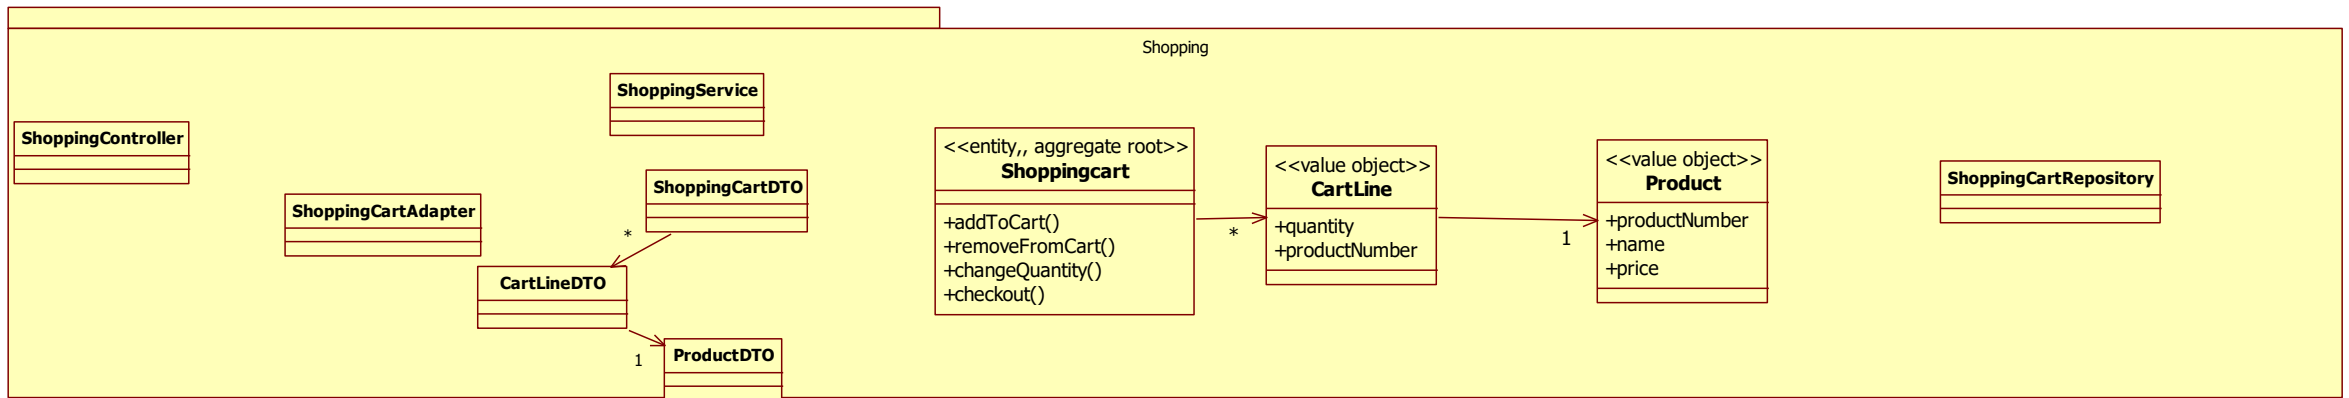 Shopping
ShoppingController
ShoppingService
ShoppingCartAdapter
ShoppingCartDTO
*
CartLineDTO
1
ProductDTO
<<entity,, aggregate root>>
Shoppingcart
+addToCart()
+removeFromCart()
+changeQuantity()
+checkout()
*
<<value object>>
CartLine
+quantity
+productNumber
1
<<value object>>
Product
+productNumber
+name
+price
ShoppingCartRepository